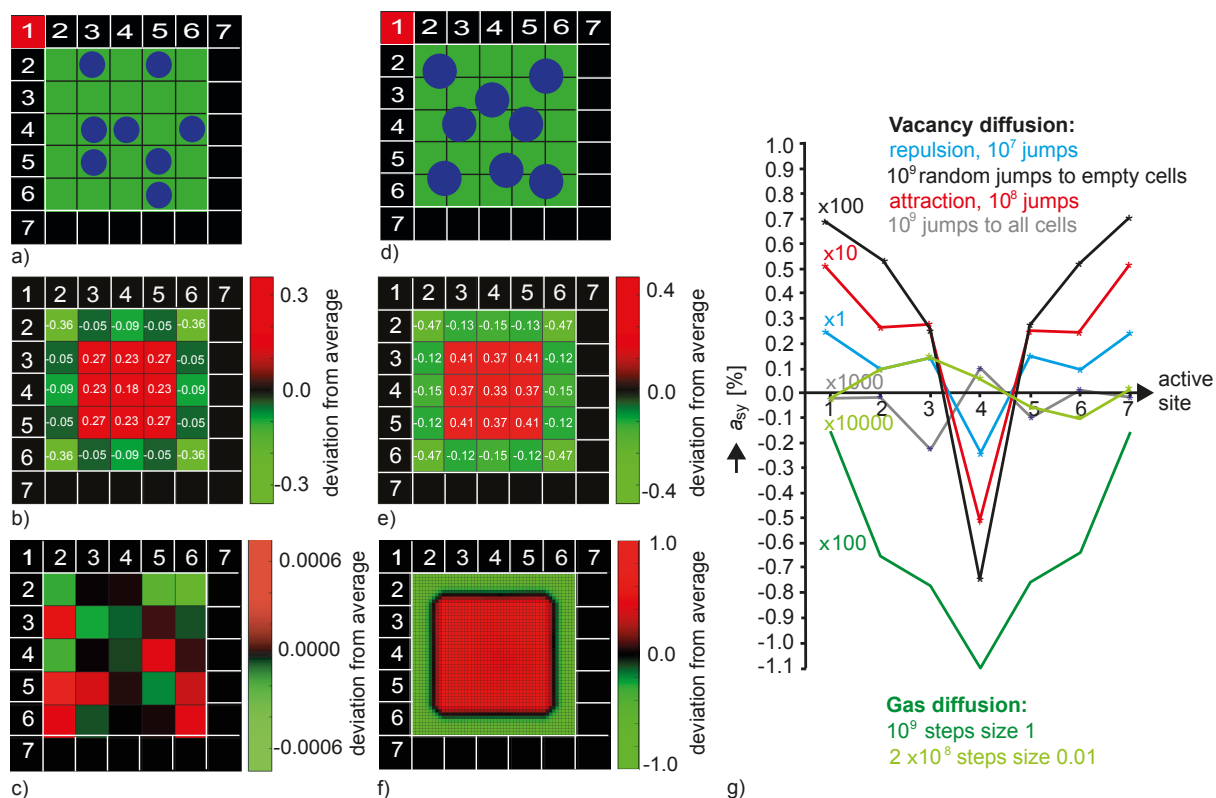 1 2 3 4 5 6 7
2
3
4
5
6
7
a)
1 2 3 4 5 6 7
2
3
4
5
6
7
d)
1 2 3 4 5 6 7
2 -0.36 -0.05 -0.09 -0.05 -0.36
3 -0.05 0.27 0.23 0.27 -0.05
4 -0.09 0.23 0.18 0.23 -0.09
5 -0.05 0.27 0.23 0.27 -0.05
6 -0.36 -0.05 -0.09 -0.05 -0.36
7
b)
0.3
0.0
-0.3
deviation from average
1 2 3 4 5 6 7
2 -0.47 -0.13 -0.15 -0.13 -0.47
3 -0.12 0.41 0.37 0.41 -0.12
4 -0.15 0.37 0.33 0.37 -0.15
5 -0.12 0.41 0.37 0.41 -0.12
6 -0.47 -0.12 -0.15 -0.12 -0.47
7
e)
0.4
0.0
-0.4
deviation from average
1 2 3 4 5 6 7
2
3
4
5
6
7
c)
0.0006
0.0000
-0.0006
deviation from average
1 2 3 4 5 6 7
2
3
4
5
6
7
f)
1.0
0.0
-1.0
deviation from average
Vacancy diffusion:
repulsion, 10⁷ jumps
10⁹ random jumps to empty cells
attraction, 10⁸ jumps
10⁹ jumps to all cells
1.0
0.9
0.8
0.7
0.6
0.5
0.4
0.3
0.2
0.1
0.0
-0.1
-0.2
-0.3
-0.4
-0.5
-0.6
-0.7
-0.8
-0.9
-1.0
-1.1
a_sy [%]
x100
x10
x1
x1000
x10000
x100
1 2 3 4 5 6 7
active
site
Gas diffusion:
10⁹ steps size 1
2 x10⁸ steps size 0.01
g)